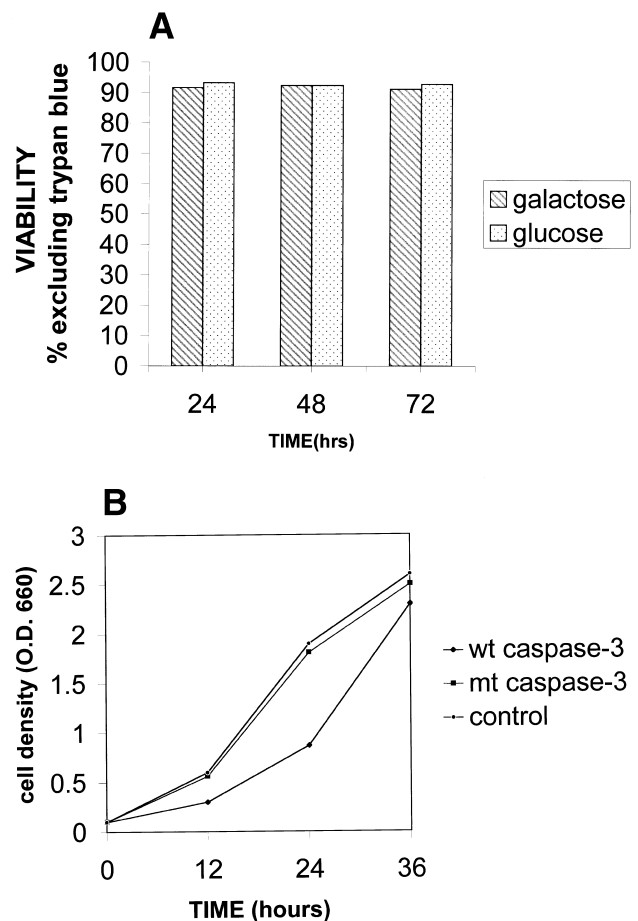 A
VIABILITY
% excluding trypan blue
100
90
80
70
60
50
40
30
20
10
0
24 48 72
TIME(hrs)
galactose
glucose
B
cell density (O.D. 660)
3
2.5
2
1.5
1
0.5
0
0 12 24 36
TIME (hours)
wt caspase-3
mt caspase-3
control